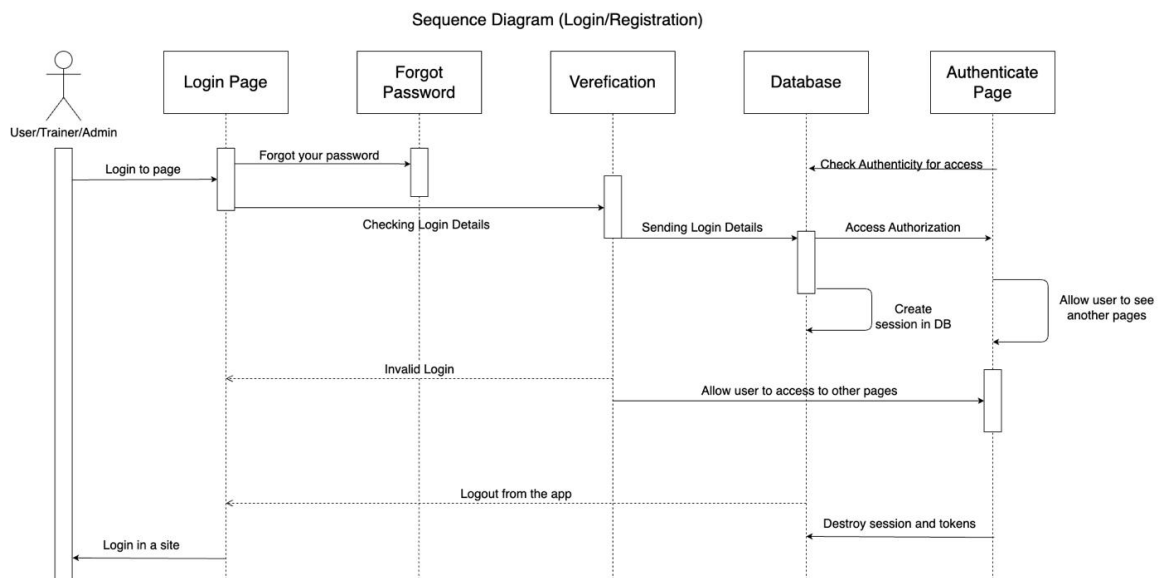 Sequence Diagram (Login/Registration)
User/Trainer/Admin
Login Page
Forgot
Password
Verefication
Database
Authenticate
Page
Forgot your password
Check Authenticity for access
Login to page
Checking Login Details
Sending Login Details
Access Authorization
Create
session in DB
Allow user to see
another pages
Invalid Login
Allow user to access to other pages
Logout from the app
Destroy session and tokens
Login in a site